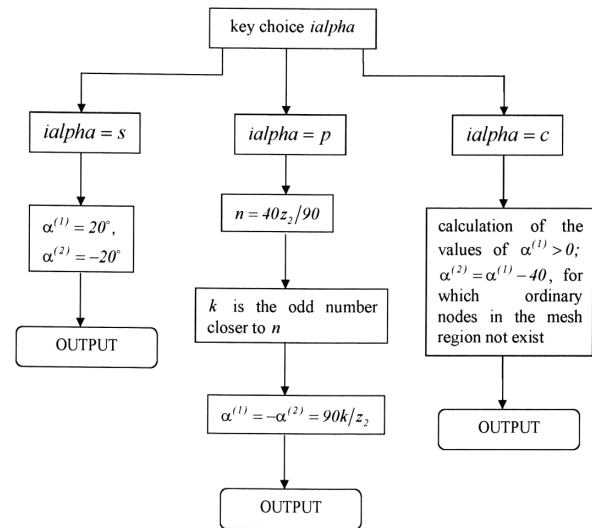 key choice ialpha
ialpha = s
ialpha = p
ialpha = c
α⁽¹⁾ = 20°,
α⁽²⁾ = −20°
OUTPUT
n = 40z₂/90
k is the odd number
closer to n
α⁽¹⁾ = −α⁽²⁾ = 90k/z₂
OUTPUT
calculation of the
values of α⁽¹⁾ > 0;
α⁽²⁾ = α⁽¹⁾ − 40, for
which ordinary
nodes in the mesh
region not exist
OUTPUT